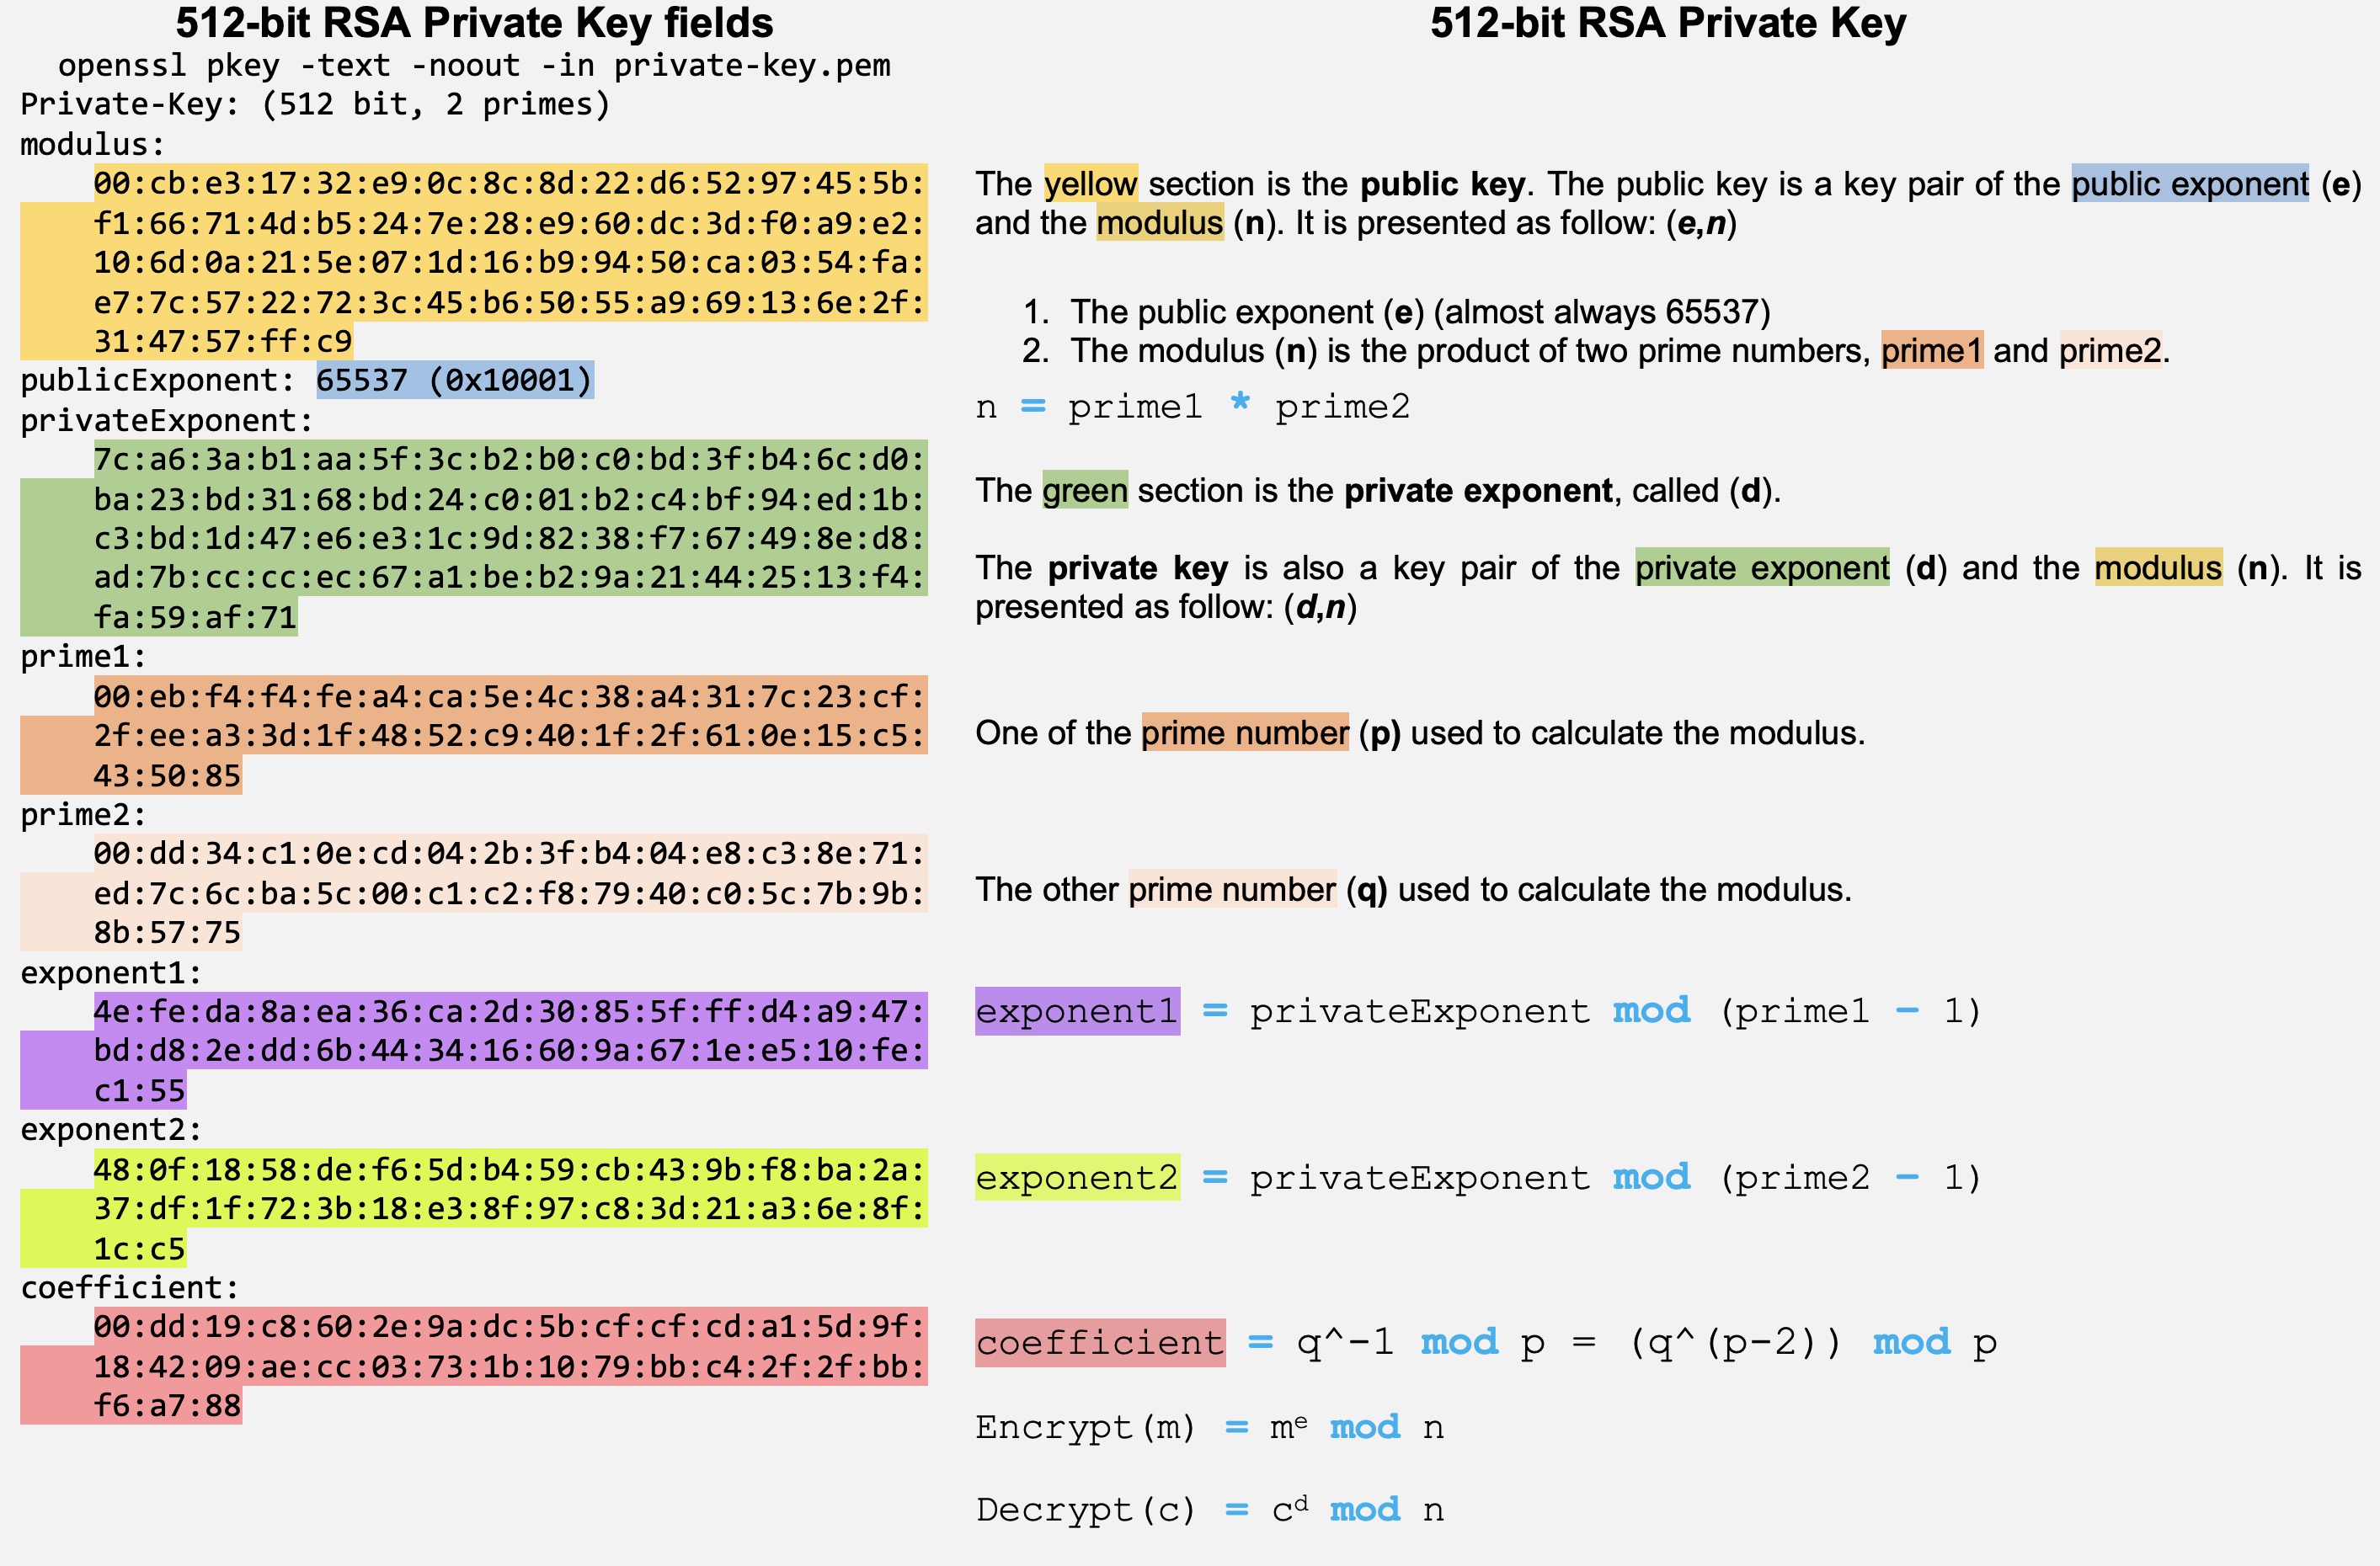 512-bit RSA Private Key fields
openssl pkey -text -noout -in private-key.pem
Private-Key: (512 bit, 2 primes)
modulus:
00:cb:e3:17:32:e9:0c:8c:8d:22:d6:52:97:45:5b:
f1:66:71:4d:b5:24:7e:28:e9:60:dc:3d:f0:a9:e2:
10:6d:0a:21:5e:07:1d:16:b9:94:50:ca:03:54:fa:
e7:7c:57:22:72:3c:45:b6:50:55:a9:69:13:6e:2f:
31:47:57:ff:c9
publicExponent: 65537 (0x10001)
privateExponent:
7c:a6:3a:b1:aa:5f:3c:b2:b0:c0:bd:3f:b4:6c:d0:
ba:23:bd:31:68:bd:24:c0:01:b2:c4:bf:94:ed:1b:
c3:bd:1d:47:e6:e3:1c:9d:82:38:f7:67:49:8e:d8:
ad:7b:cc:cc:ec:67:a1:be:b2:9a:21:44:25:13:f4:
fa:59:af:71
prime1:
00:eb:f4:f4:fe:a4:ca:5e:4c:38:a4:31:7c:23:cf:
2f:ee:a3:3d:1f:48:52:c9:40:1f:2f:61:0e:15:c5:
43:50:85
prime2:
00:dd:34:c1:0e:cd:04:2b:3f:b4:04:e8:c3:8e:71:
ed:7c:6c:ba:5c:00:c1:c2:f8:79:40:c0:5c:7b:9b:
8b:57:75
exponent1:
4e:fe:da:8a:ea:36:ca:2d:30:85:5f:ff:d4:a9:47:
bd:d8:2e:dd:6b:44:34:16:60:9a:67:1e:e5:10:fe:
c1:55
exponent2:
48:0f:18:58:de:f6:5d:b4:59:cb:43:9b:f8:ba:2a:
37:df:1f:72:3b:18:e3:8f:97:c8:3d:21:a3:6e:8f:
1c:c5
coefficient:
00:dd:19:c8:60:2e:9a:dc:5b:cf:cf:cd:a1:5d:9f:
18:42:09:ae:cc:03:73:1b:10:79:bb:c4:2f:2f:bb:
f6:a7:88
512-bit RSA Private Key
The yellow section is the public key. The public key is a key pair of the public exponent (e)
and the modulus (n). It is presented as follow: (e,n)
1. The public exponent (e) (almost always 65537)
2. The modulus (n) is the product of two prime numbers, prime1 and prime2.
n = prime1 * prime2
The green section is the private exponent, called (d).
The private key is also a key pair of the private exponent (d) and the modulus (n). It is
presented as follow: (d,n)
One of the prime number (p) used to calculate the modulus.
The other prime number (q) used to calculate the modulus.
exponent1 = privateExponent mod (prime1 − 1)
exponent2 = privateExponent mod (prime2 − 1)
coefficient = q^-1 mod p = (q^(p-2)) mod p
Encrypt(m) = mᵉ mod n
Decrypt(c) = cᵈ mod n